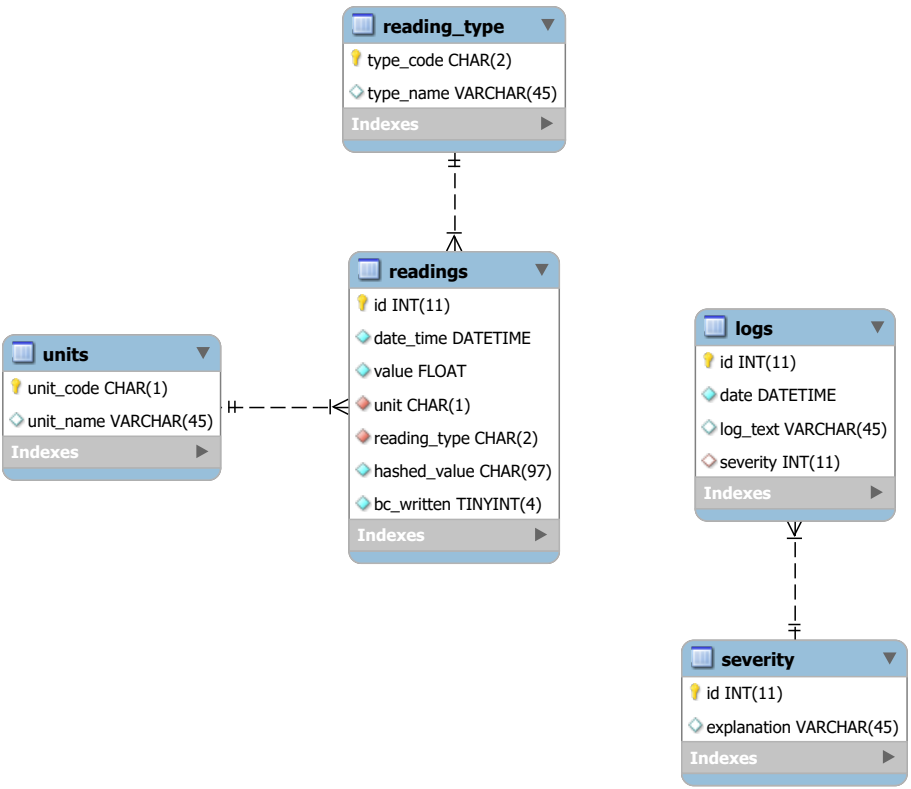 reading_type
type_code CHAR(2)
type_name VARCHAR(45)
Indexes
readings
id INT(11)
date_time DATETIME
value FLOAT
unit CHAR(1)
reading_type CHAR(2)
hashed_value CHAR(97)
bc_written TINYINT(4)
Indexes
units
unit_code CHAR(1)
unit_name VARCHAR(45)
Indexes
logs
id INT(11)
date DATETIME
log_text VARCHAR(45)
severity INT(11)
Indexes
severity
id INT(11)
explanation VARCHAR(45)
Indexes